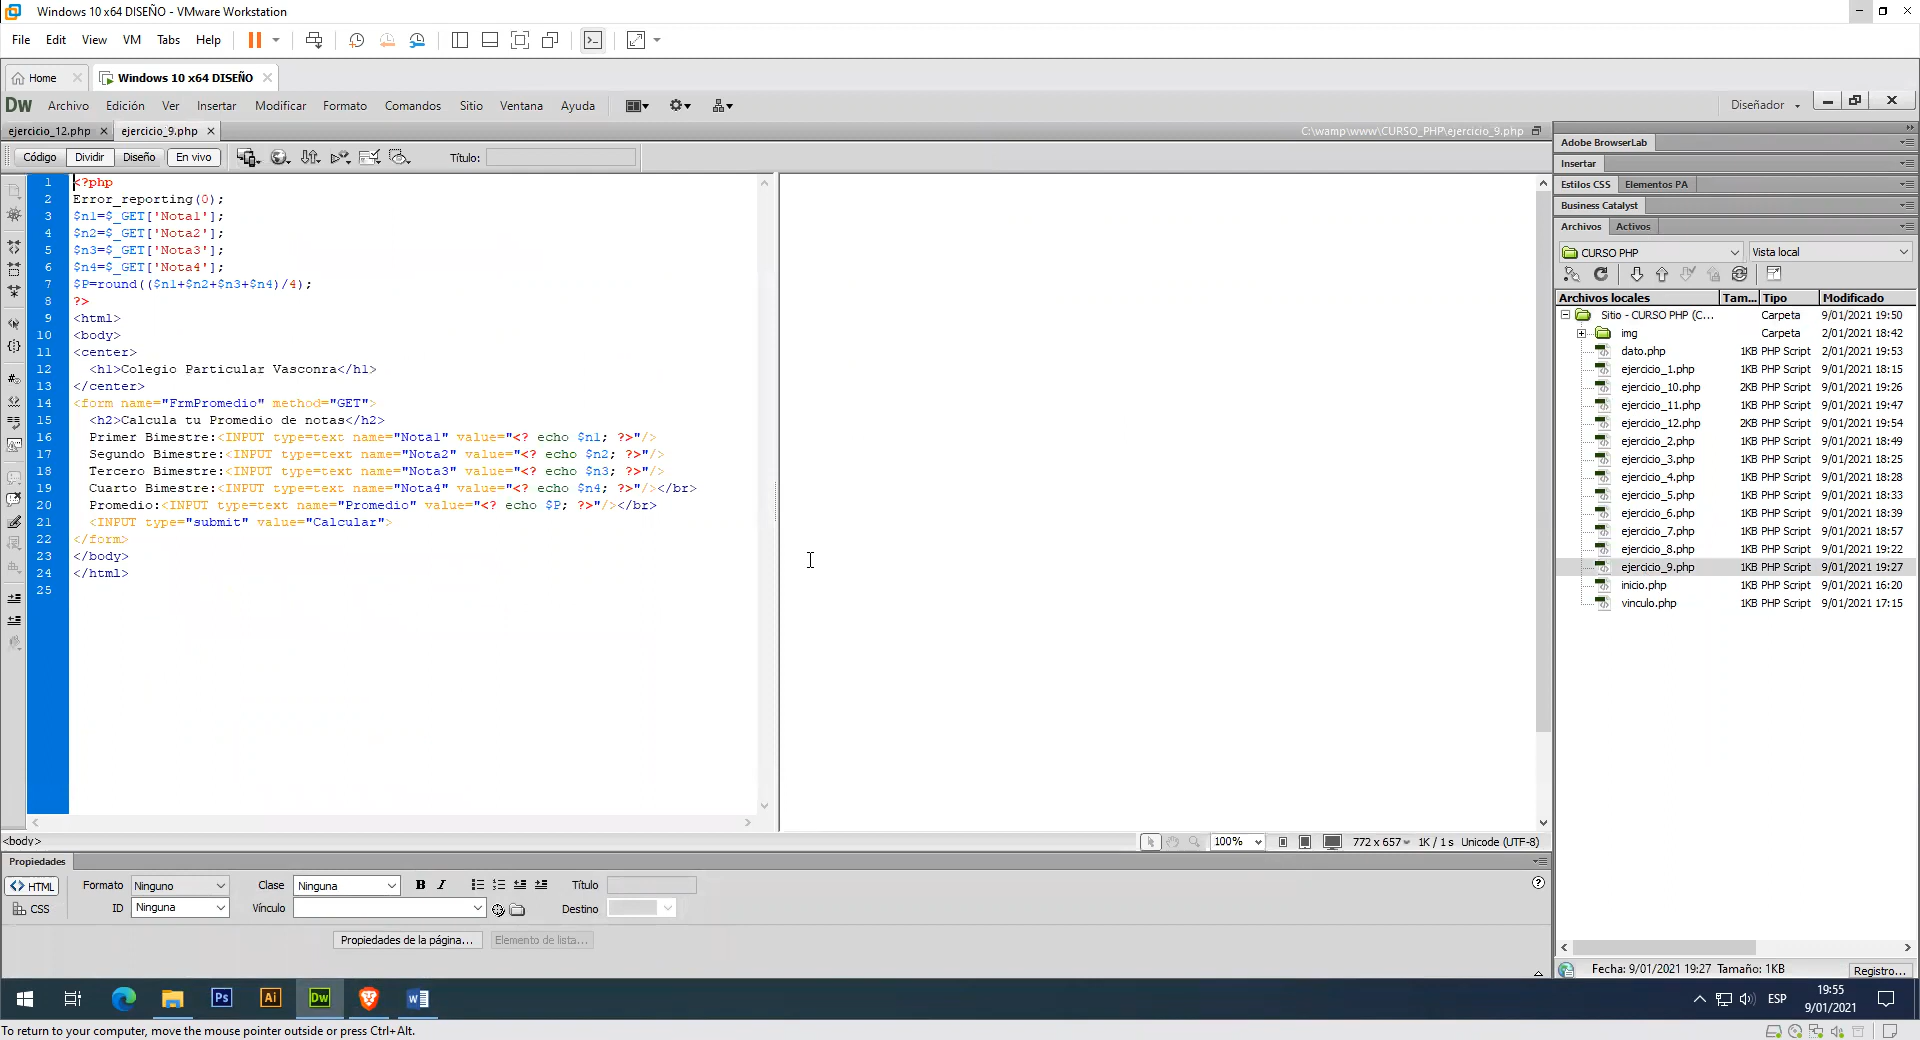 Windows 10 x64 DISEÑO - VMware Workstation
File Edit View VM Tabs Help
Home Windows 10 x64 DISEÑO
Dw Archivo Edición Ver Insertar Modificar Formato Comandos Sitio Ventana Ayuda Diseñador
ejercicio_12.php ejercicio_9.php C:\wamp\www\CURSO_PHP\ejercicio_9.php
Código Dividir Diseño En vivo Título:
1 <?php
2 Error_reporting(0);
3 $n1=$_GET['Nota1'];
4 $n2=$_GET['Nota2'];
5 $n3=$_GET['Nota3'];
6 $n4=$_GET['Nota4'];
7 $P=round(($n1+$n2+$n3+$n4)/4);
8 ?>
9 <html>
10 <body>
11 <center>
12 <h1>Colegio Particular Vasconra</h1>
13 </center>
14 <form name="FrmPromedio" method="GET">
15 <h2>Calcula tu Promedio de notas</h2>
16 Primer Bimestre:<INPUT type=text name="Nota1" value="<? echo $n1; ?>"/>
17 Segundo Bimestre:<INPUT type=text name="Nota2" value="<? echo $n2; ?>"/>
18 Tercero Bimestre:<INPUT type=text name="Nota3" value="<? echo $n3; ?>"/>
19 Cuarto Bimestre:<INPUT type=text name="Nota4" value="<? echo $n4; ?>"/></br>
20 Promedio:<INPUT type=text name="Promedio" value="<? echo $P; ?>"/></br>
21 <INPUT type="submit" value="Calcular">
22 </form>
23 </body>
24 </html>
25
Adobe BrowserLab
Insertar
Estilos CSS Elementos PA
Business Catalyst
Archivos Activos
CURSO PHP Vista local
Archivos locales Tam... Tipo Modificado
Sitio - CURSO PHP (C... Carpeta 9/01/2021 19:50
img Carpeta 2/01/2021 18:42
dato.php 1KB PHP Script 2/01/2021 19:53
ejercicio_1.php 1KB PHP Script 9/01/2021 18:15
ejercicio_10.php 2KB PHP Script 9/01/2021 19:26
ejercicio_11.php 1KB PHP Script 9/01/2021 19:47
ejercicio_12.php 2KB PHP Script 9/01/2021 19:54
ejercicio_2.php 1KB PHP Script 9/01/2021 18:49
ejercicio_3.php 1KB PHP Script 9/01/2021 18:25
ejercicio_4.php 1KB PHP Script 9/01/2021 18:28
ejercicio_5.php 1KB PHP Script 9/01/2021 18:33
ejercicio_6.php 1KB PHP Script 9/01/2021 18:39
ejercicio_7.php 1KB PHP Script 9/01/2021 18:57
ejercicio_8.php 1KB PHP Script 9/01/2021 19:22
ejercicio_9.php 1KB PHP Script 9/01/2021 19:27
inicio.php 1KB PHP Script 9/01/2021 16:20
vinculo.php 1KB PHP Script 9/01/2021 17:15
<body> 100% 772 x 657 1K / 1 s Unicode (UTF-8)
Propiedades
<> HTML Formato Ninguno Clase Ninguna B I Título
CSS ID Ninguna Vínculo Destino
Propiedades de la página... Elemento de lista...
Fecha: 9/01/2021 19:27 Tamaño: 1KB Registro...
Ps Ai Dw W ESP 19:55
9/01/2021
To return to your computer, move the mouse pointer outside or press Ctrl+Alt.